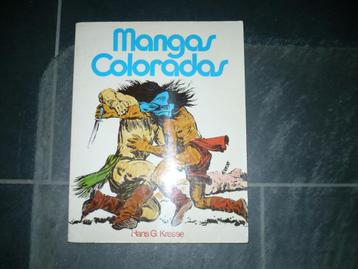 Mangas
Coloradas
Hans G. Kresse